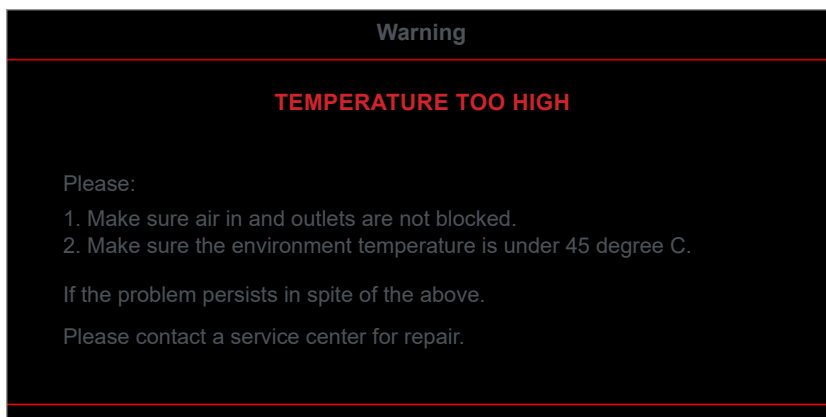 Warning
TEMPERATURE TOO HIGH
Please:
1. Make sure air in and outlets are not blocked.
2. Make sure the environment temperature is under 45 degree C.
If the problem persists in spite of the above.
Please contact a service center for repair.